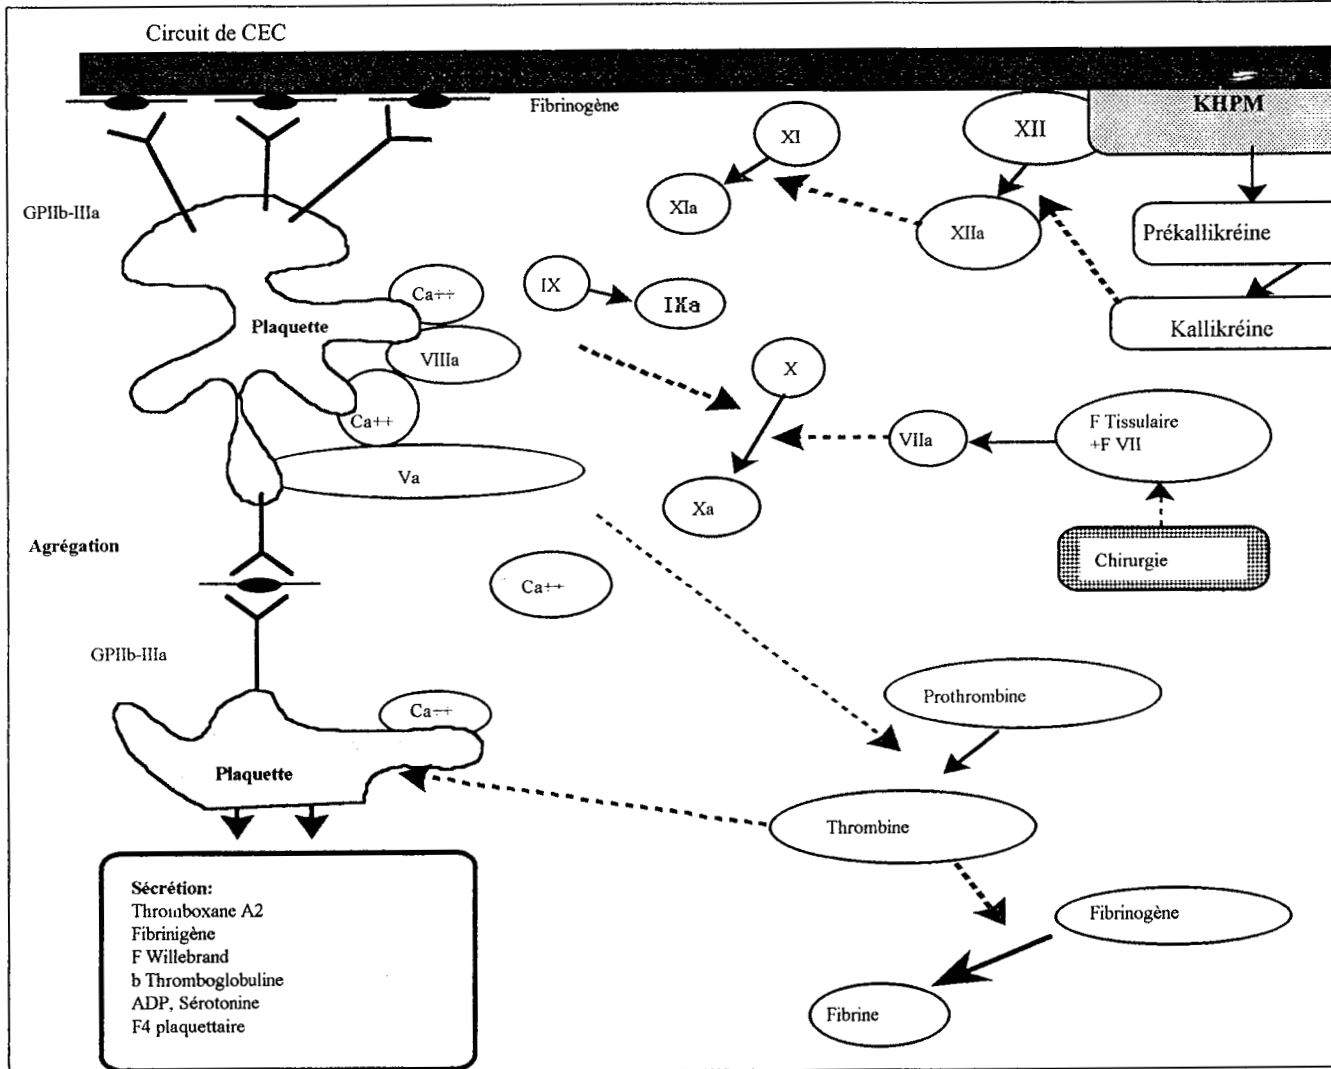 Circuit de CEC
Fibrinogène
KHPM
XII
XI
GPIIb-IIIa
XIa
XIIa
Prékallikréine
Ca++
IX
IXa
Plaquette
Kallikréine
VIIIa
X
Ca++
F Tissulaire
+F VII
VIIa
Va
Xa
Agrégation
Chirurgie
Ca++
GPIIb-IIIa
Prothrombine
Ca++
Plaquette
Thrombine
Sécrétion:
Thromboxane A2
Fibrinigène
F Willebrand
b Thromboglobuline
ADP, Sérotonine
F4 plaquettaire
Fibrinogène
Fibrine